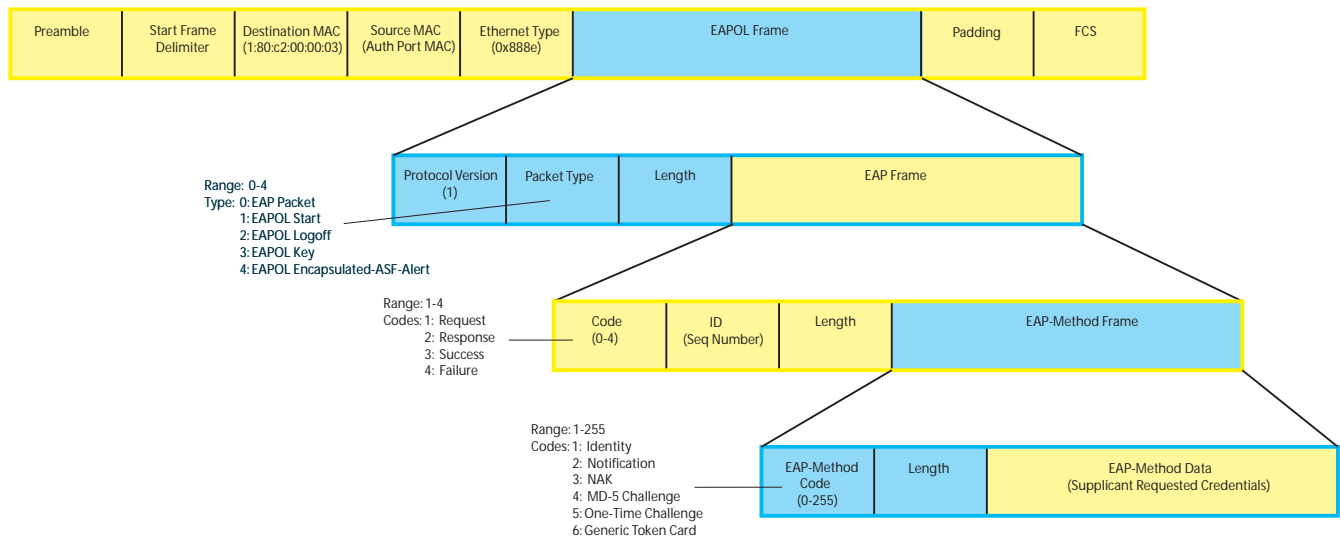 Preamble
Start Frame
Delimiter
Destination MAC
(1:80:c2:00:00:03)
Source MAC
(Auth Port MAC)
Ethernet Type
(0x888e)
EAPOL Frame
Padding
FCS
Protocol Version
(1)
Packet Type
Length
EAP Frame
Range: 0-4
Type: 0: EAP Packet
1: EAPOL Start
2: EAPOL Logoff
3: EAPOL Key
4: EAPOL Encapsulated-ASF-Alert
Range: 1-4
Codes: 1: Request
2: Response
3: Success
4: Failure
Code
(0-4)
ID
(Seq Number)
Length
EAP-Method Frame
Range: 1-255
Codes: 1: Identity
2: Notification
3: NAK
4: MD-5 Challenge
5: One-Time Challenge
6: Generic Token Card
EAP-Method
Code
(0-255)
Length
EAP-Method Data
(Supplicant Requested Credentials)